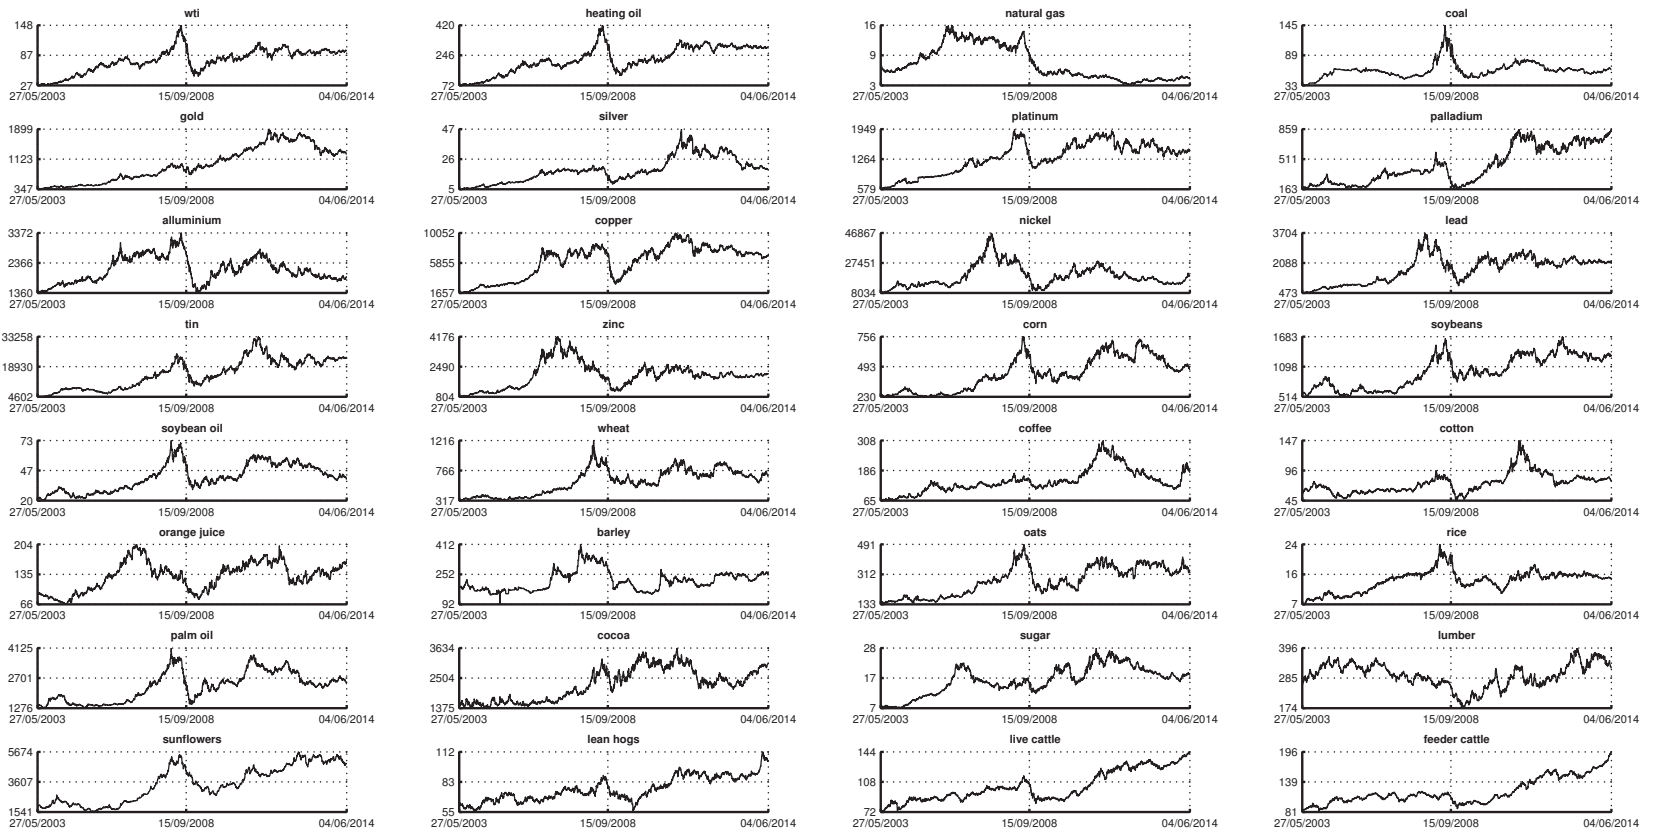 wti heating oil natural gas coal
148 420 16 145
87 246 9 89
27 72 3 33
27/05/2003 15/09/2008 04/06/2014 27/05/2003 15/09/2008 04/06/2014 27/05/2003 15/09/2008 04/06/2014 27/05/2003 15/09/2008 04/06/2014
gold silver platinum palladium
1899 47 1949 859
1123 26 1264 511
347 5 579 163
27/05/2003 15/09/2008 04/06/2014 27/05/2003 15/09/2008 04/06/2014 27/05/2003 15/09/2008 04/06/2014 27/05/2003 15/09/2008 04/06/2014
alluminium copper nickel lead
3372 10052 46867 3704
2366 5855 27451 2088
1360 1657 8034 473
27/05/2003 15/09/2008 04/06/2014 27/05/2003 15/09/2008 04/06/2014 27/05/2003 15/09/2008 04/06/2014 27/05/2003 15/09/2008 04/06/2014
tin zinc corn soybeans
33258 4176 756 1683
18930 2490 493 1098
4602 804 230 514
27/05/2003 15/09/2008 04/06/2014 27/05/2003 15/09/2008 04/06/2014 27/05/2003 15/09/2008 04/06/2014 27/05/2003 15/09/2008 04/06/2014
soybean oil wheat coffee cotton
73 1216 308 147
47 766 186 96
20 317 65 45
27/05/2003 15/09/2008 04/06/2014 27/05/2003 15/09/2008 04/06/2014 27/05/2003 15/09/2008 04/06/2014 27/05/2003 15/09/2008 04/06/2014
orange juice barley oats rice
204 412 491 24
135 252 312 16
66 92 133 7
27/05/2003 15/09/2008 04/06/2014 27/05/2003 15/09/2008 04/06/2014 27/05/2003 15/09/2008 04/06/2014 27/05/2003 15/09/2008 04/06/2014
palm oil cocoa sugar lumber
4125 3634 28 396
2701 2504 17 285
1276 1375 7 174
27/05/2003 15/09/2008 04/06/2014 27/05/2003 15/09/2008 04/06/2014 27/05/2003 15/09/2008 04/06/2014 27/05/2003 15/09/2008 04/06/2014
sunflowers lean hogs live cattle feeder cattle
5674 112 144 196
3607 83 108 139
1541 55 72 81
27/05/2003 15/09/2008 04/06/2014 27/05/2003 15/09/2008 04/06/2014 27/05/2003 15/09/2008 04/06/2014 27/05/2003 15/09/2008 04/06/2014